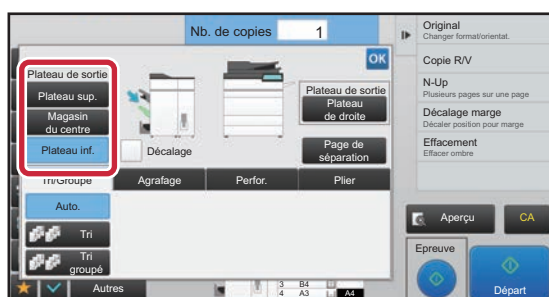 Nb. de copies 1
OK
Plateau de sortie
Plateau sup.
Magasin
du centre
Plateau inf.
Décalage
Plateau de sortie
Plateau
de droite
Page de
séparation
Tri/Groupé
Agrafage
Perfor.
Plier
Auto.
Tri
Tri
groupé
Autres
3 B4
4 A3
A4
Original
Changer format/orientat.
Copie R/V
N-Up
Plusieurs pages sur une page
Décalage marge
Décaler position pour marge
Effacement
Effacer ombre
Aperçu
CA
Epreuve
Départ